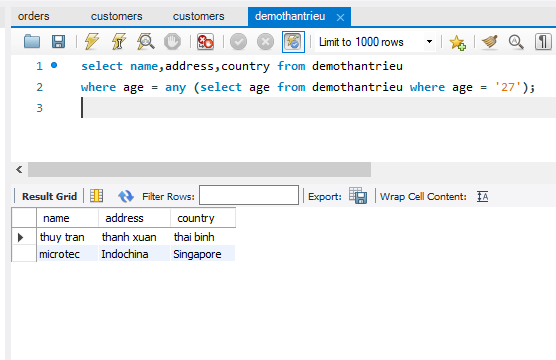 orders customers customers demothantrieu ×
Limit to 1000 rows
1 select name,address,country from demothantrieu
2 where age = any (select age from demothantrieu where age = '27');
3
Result Grid Filter Rows: Export: Wrap Cell Content: IA
name address country
thuy tran thanh xuan thai binh
microtec Indochina Singapore